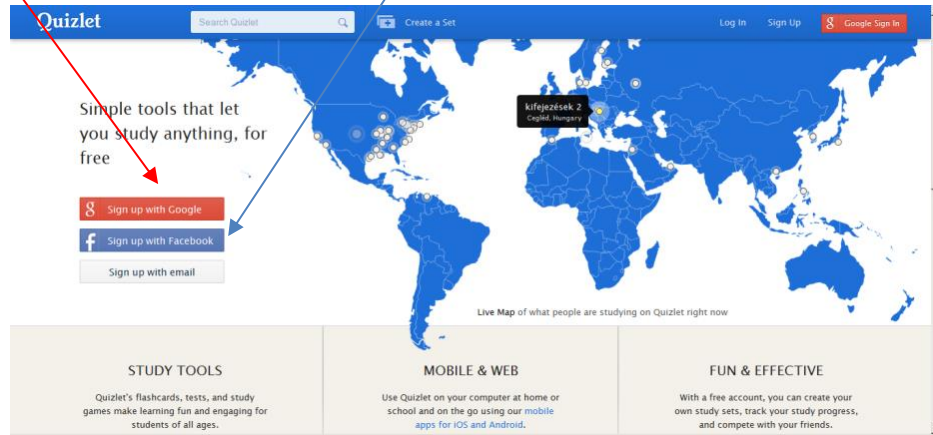 Quizlet
Search Quizlet
Create a Set
Log In
Sign Up
Google Sign In
kifejezések 2
Cegléd, Hungary
Simple tools that let
you study anything, for
free
Sign up with Google
Sign up with Facebook
Sign up with email
Live Map of what people are studying on Quizlet right now
STUDY TOOLS
Quizlet's flashcards, tests, and study
games make learning fun and engaging for
students of all ages.
MOBILE & WEB
Use Quizlet on your computer at home or
school and on the go using our mobile
apps for iOS and Android.
FUN & EFFECTIVE
With a free account, you can create your
own study sets, track your study progress,
and compete with your friends.